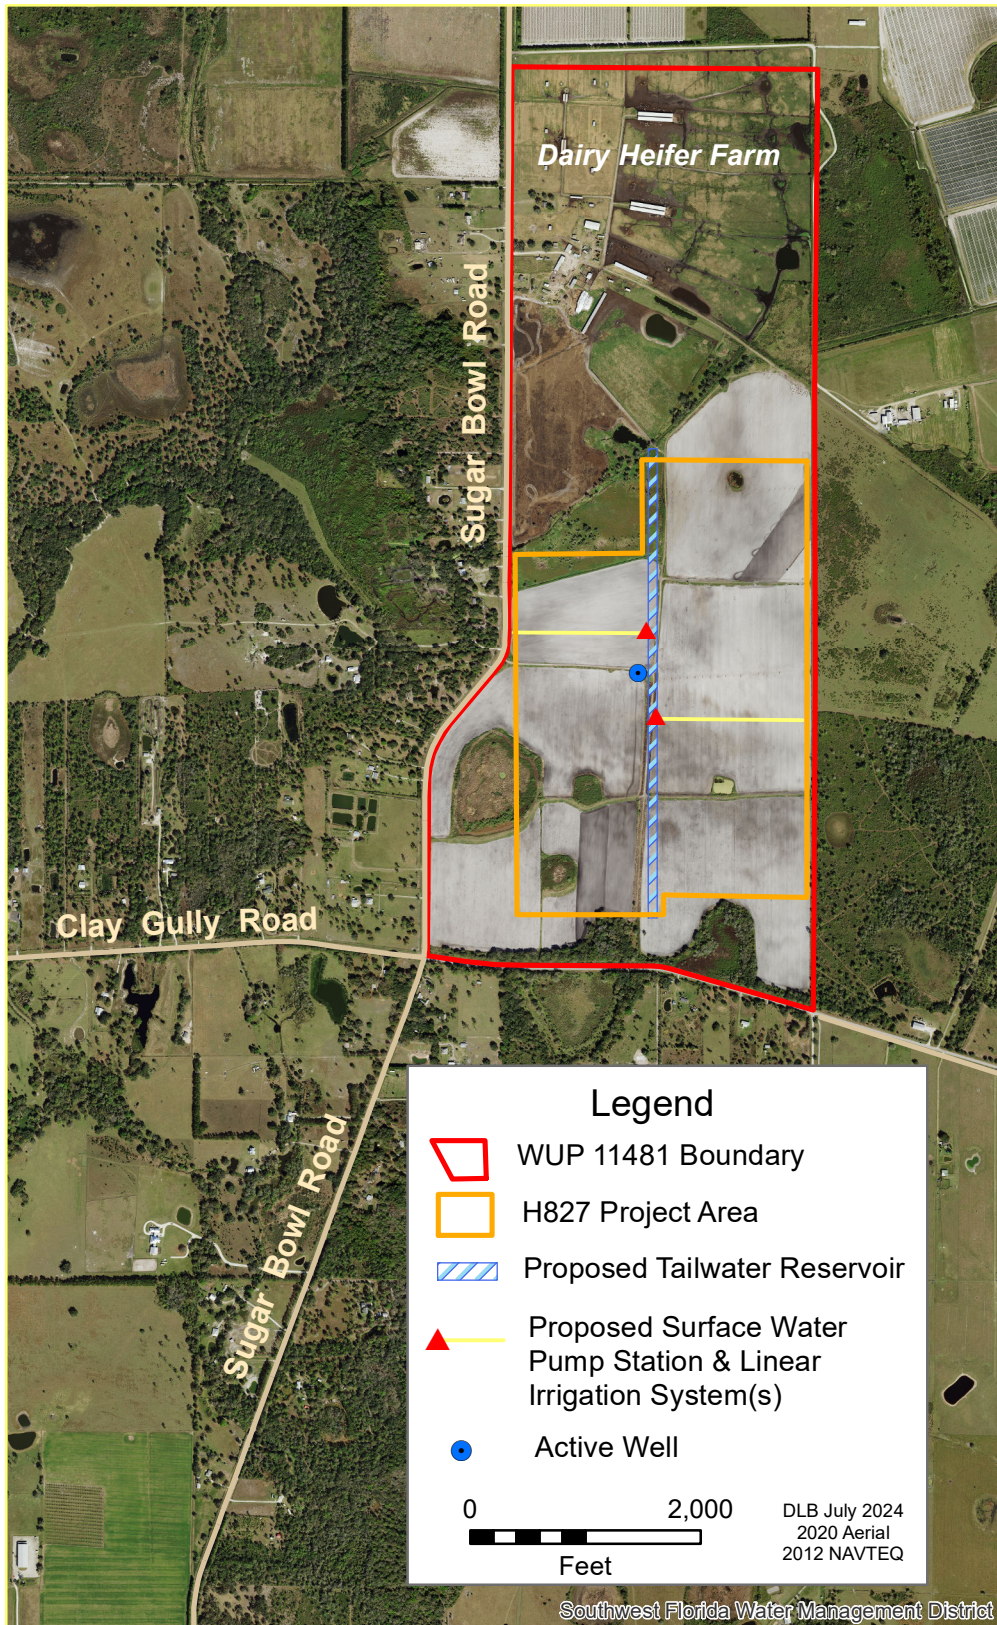 Dairy Heifer Farm
Sugar Bowl Road
Clay Gully Road
Sugar Bowl Road
Legend
WUP 11481 Boundary
H827 Project Area
Proposed Tailwater Reservoir
Proposed Surface Water
Pump Station & Linear
Irrigation System(s)
Active Well
0 2,000
Feet
DLB July 2024
2020 Aerial
2012 NAVTEQ
Southwest Florida Water Management District